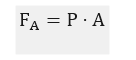 F_A = P · A